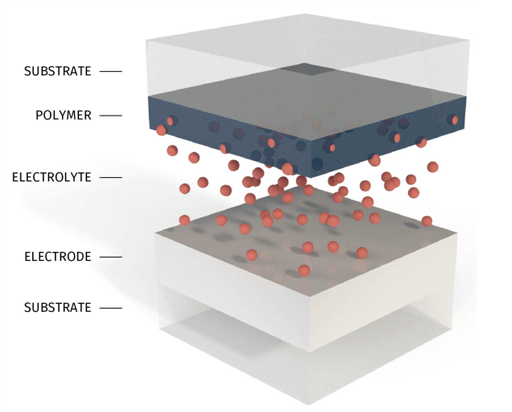 SUBSTRATE
POLYMER
ELECTROLYTE
ELECTRODE
SUBSTRATE